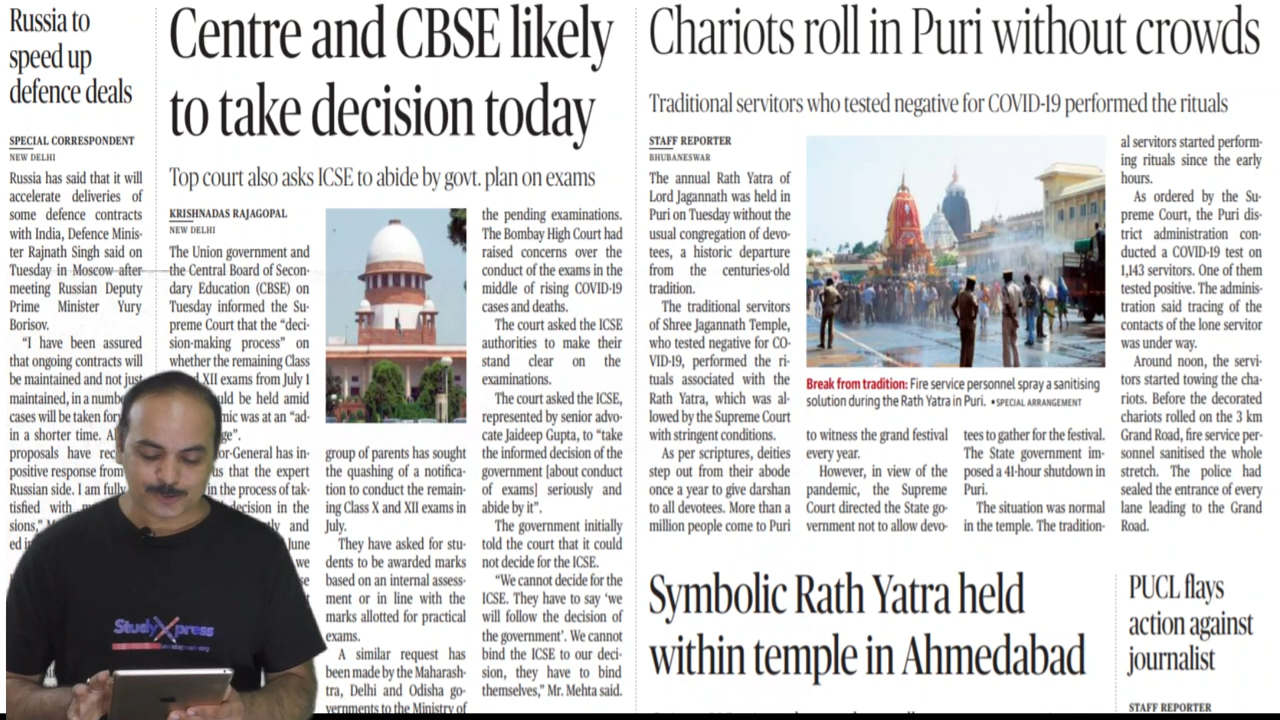 Russia to
speed up
defence deals
SPECIAL CORRESPONDENT
NEW DELHI
Russia has said that it will
accelerate deliveries of
some defence contracts
with India, Defence Minis-
ter Rajnath Singh said on
Tuesday in Moscow after
meeting Russian Deputy
Prime Minister Yury
Borisov.
“I have been assured
that ongoing contracts will
be maintained and not just
maintained, in a number
cases will be taken
in a shorter time.
proposals have
positive response from
Russian side. I am fully
tisfied with
sions,”
Centre and CBSE likely
to take decision today
Top court also asks ICSE to abide by govt. plan on exams
KRISHNADAS RAJAGOPAL
NEW DELHI
The Union government and
the Central Board of Secon-
dary Education (CBSE) on
Tuesday informed the Su-
preme Court that the “deci-
sion-making process” on
whether the remaining Class
XII exams from July 1
be held amid
was at an “ad-
has in-
that the expert
in the process of tak-
decision in the
and
June
we
group of parents has sought
the quashing of a notifica-
tion to conduct the remain-
ing Class X and XII exams in
July.
They have asked for stu-
dents to be awarded marks
based on an internal assess-
ment or in line with the
marks allotted for practical
exams.
A similar request has
been made by the Maharash-
tra, Delhi and Odisha go-
vernments to the Ministry of
the pending examinations.
The Bombay High Court had
raised concerns over the
conduct of the exams in the
middle of rising COVID-19
cases and deaths.
The court asked the ICSE
authorities to make their
stand clear on the
examinations.
The court asked the ICSE,
represented by senior advo-
cate Jaideep Gupta, to “take
the informed decision of the
government [about conduct
of exams] seriously and
abide by it”.
The government initially
told the court that it could
not decide for the ICSE.
“We cannot decide for the
ICSE. They have to say ‘we
will follow the decision of
the government’. We cannot
bind the ICSE to our deci-
sion, they have to bind
themselves,” Mr. Mehta said.
Chariots roll in Puri without crowds
Traditional servitors who tested negative for COVID-19 performed the rituals
STAFF REPORTER
BHUBANESWAR
The annual Rath Yatra of
Lord Jagannath was held in
Puri on Tuesday without the
usual congregation of devo-
tees, a historic departure
from the centuries-old
tradition.
The traditional servitors
of Shree Jagannath Temple,
who tested negative for CO-
VID-19, performed the ri-
tuals associated with the
Rath Yatra, which was al-
lowed by the Supreme Court
with stringent conditions.
As per scriptures, deities
step out from their abode
once a year to give darshan
to all devotees. More than a
million people come to Puri
Break from tradition: Fire service personnel spray a sanitising
solution during the Rath Yatra in Puri. •SPECIAL ARRANGEMENT
to witness the grand festival
every year.
However, in view of the
pandemic, the Supreme
Court directed the State go-
vernment not to allow devo-
tees to gather for the festival.
The State government im-
posed a 41-hour shutdown in
Puri.
The situation was normal
in the temple. The tradition-
al servitors started perform-
ing rituals since the early
hours.
As ordered by the Su-
preme Court, the Puri dis-
trict administration con-
ducted a COVID-19 test on
1,143 servitors. One of them
tested positive. The adminis-
tration said tracing of the
contacts of the lone servitor
was under way.
Around noon, the servi-
tors started towing the cha-
riots. Before the decorated
chariots rolled on the 3 km
Grand Road, fire service per-
sonnel sanitised the whole
stretch. The police had
sealed the entrance of every
lane leading to the Grand
Road.
Symbolic Rath Yatra held
within temple in Ahmedabad
PUCL flays
action against
journalist
STAFF REPORTER
StudyXpress